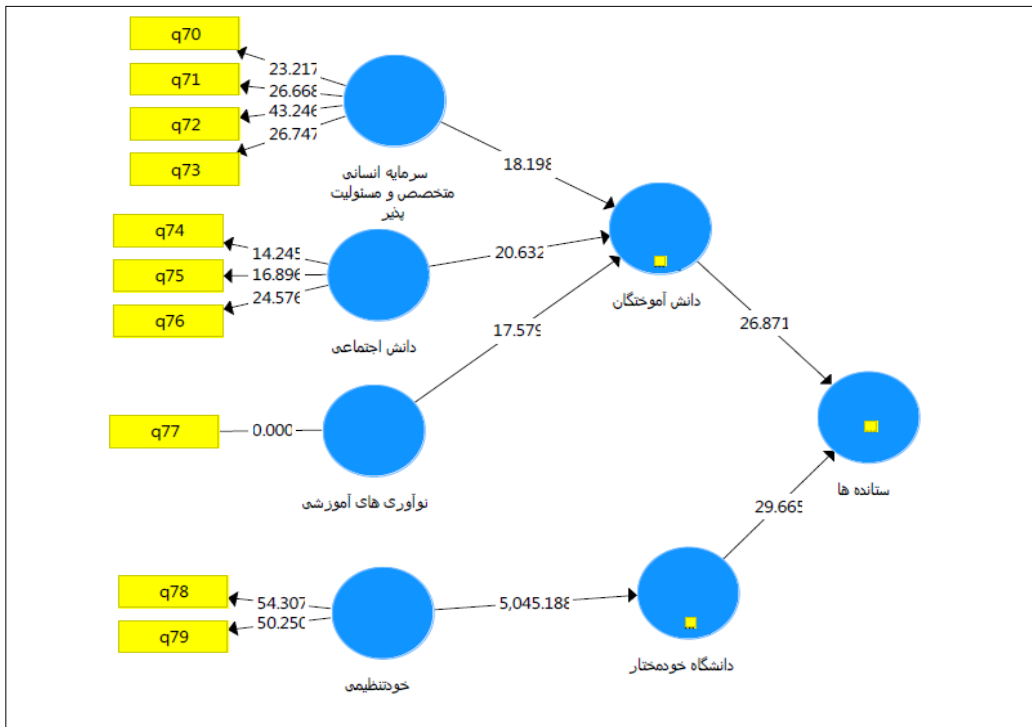 q70
q71
q72
q73
23.217
26.668
43.246
26.747
سرمایه انسانی
متخصص و مسئولیت
پذیر
18.198
q74
q75
q76
14.245
16.896
24.576
دانش اجتماعی
20.632
دانش آموختگان
q77
0.000
نوآوری های آموزشی
17.579
26.871
ستانده ها
q78
q79
54.307
50.250
خودتنظیمی
5,045.188
دانشگاه خودمختار
29.665